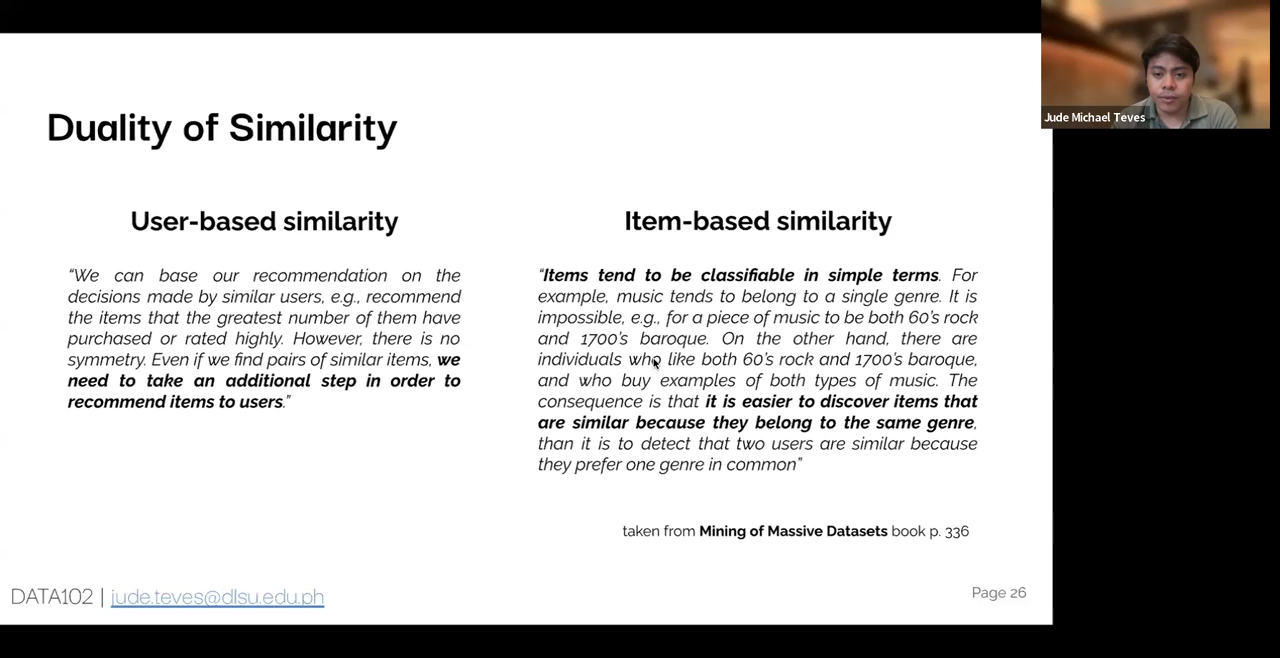 Jude Michael Teves
Duality of Similarity
User-based similarity
“We can base our recommendation on the
decisions made by similar users, e.g., recommend
the items that the greatest number of them have
purchased or rated highly. However, there is no
symmetry. Even if we find pairs of similar items, we
need to take an additional step in order to
recommend items to users.”
Item-based similarity
“Items tend to be classifiable in simple terms. For
example, music tends to belong to a single genre. It is
impossible, e.g., for a piece of music to be both 60’s rock
and 1700’s baroque. On the other hand, there are
individuals who like both 60’s rock and 1700’s baroque,
and who buy examples of both types of music. The
consequence is that it is easier to discover items that
are similar because they belong to the same genre,
than it is to detect that two users are similar because
they prefer one genre in common”
taken from Mining of Massive Datasets book p. 336
DATA102 | jude.teves@dlsu.edu.ph
Page 26